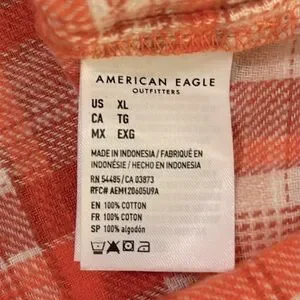 AMERICAN EAGLE
OUTFITTERS
US XL
CA TG
MX EXG
MADE IN INDONESIA / FABRIQUÉ EN
INDONÉSIE / HECHO EN INDONESIA
RN 54485/CA 03873
RFC# AEM120605U9A
EN 100% COTTON
FR 100% COTON
SP 100% algodón